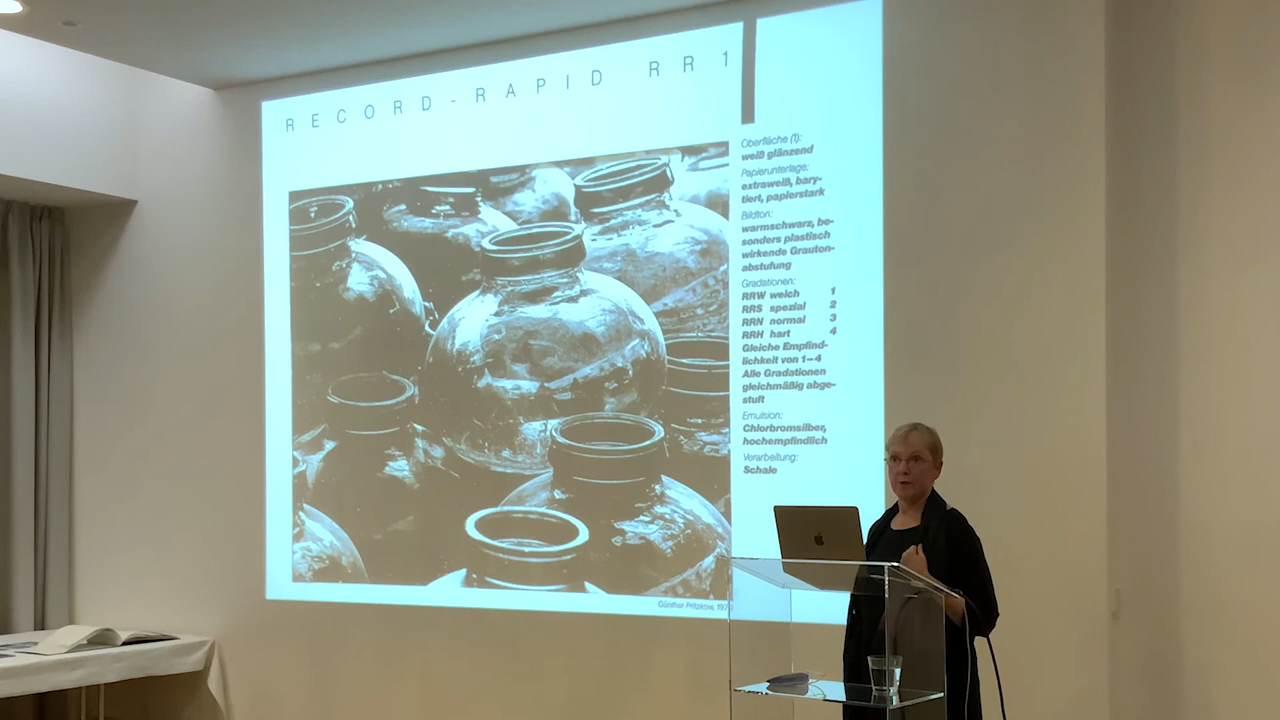 RECORD-RAPID RR1
Oberfläche (1):
weiß glänzend
Papierunterlage:
extraweiß, bary-
tiert, papierstark
Bildton:
warmschwarz, be-
sonders plastisch
wirkende Grauton-
abstufung
Gradationen:
RRW weich 1
RRS spezial 2
RRN normal 3
RRH hart 4
Gleiche Empfind-
lichkeit von 1–4
Alle Gradationen
gleichmäßig abge-
stuft
Emulsion:
Chlorbromsilber,
hochempfindlich
Verarbeitung:
Schale
Günther Pritzkow,